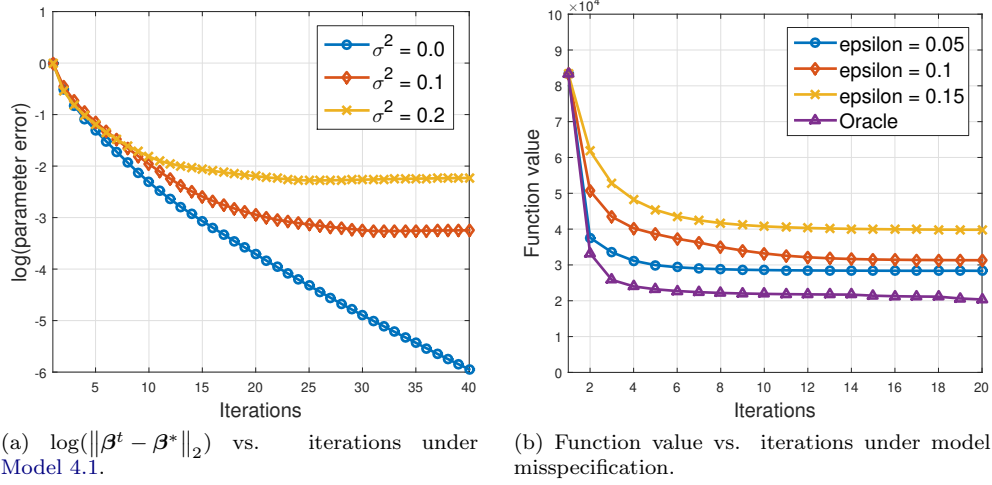 1
0
-1
-2
-3
-4
-5
-6
log(parameter error)
5 10 15 20 25 30 35 40
Iterations
σ² = 0.0
σ² = 0.1
σ² = 0.2
×10⁴
10
9
8
7
6
5
4
3
2
1
0
Function value
2 4 6 8 10 12 14 16 18 20
Iterations
epsilon = 0.05
epsilon = 0.1
epsilon = 0.15
Oracle
(a) log(‖β^t − β*‖₂) vs. iterations under
Model 4.1.
(b) Function value vs. iterations under model
misspecification.